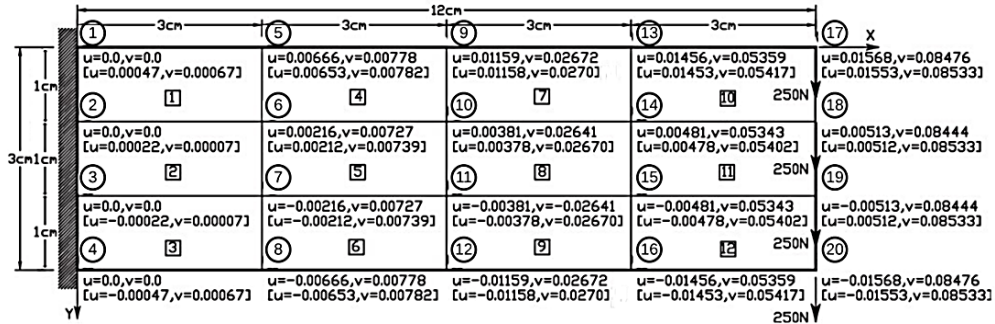 12cm
3cm 3cm 3cm 3cm
1 5 9 13 17
X
u=0.0,v=0.0 u=0.00666,v=0.00778 u=0.01159,v=0.02672 u=0.01456,v=0.05359 u=0.01568,v=0.08476
[u=0.00047,v=0.00067] [u=0.00653,v=0.00782] [u=0.01158,v=0.0270] [u=0.01453,v=0.05417] [u=0.01553,v=0.08533]
1cm 1 4 7 10 250N
2 6 10 14 18
u=0.0,v=0.0 u=0.00216,v=0.00727 u=0.00381,v=0.02641 u=0.00481,v=0.05343 u=0.00513,v=0.08444
[u=0.00022,v=0.00007] [u=0.00212,v=0.00739] [u=0.00378,v=0.02670] [u=0.00478,v=0.05402] [u=0.00512,v=0.08533]
3cm 1cm 2 5 8 11 250N
3 7 11 15 19
u=0.0,v=0.0 u=-0.00216,v=0.00727 u=-0.00381,v=-0.02641 u=-0.00481,v=0.05343 u=-0.00513,v=0.08444
[u=-0.00022,v=0.00007] [u=-0.00212,v=0.00739] [u=-0.00378,v=0.02670] [u=-0.00478,v=0.05402] [u=0.00512,v=0.08533]
1cm 3 6 9 12 250N
4 8 12 16 20
u=0.0,v=0.0 u=-0.00666,v=0.00778 u=-0.01159,v=0.02672 u=-0.01456,v=0.05359 u=-0.01568,v=0.08476
[u=-0.00047,v=0.00067] [u=-0.00653,v=0.00782] [u=-0.01158,v=0.0270] [u=-0.01453,v=0.05417] [u=-0.01553,v=0.08533]
Y 250N